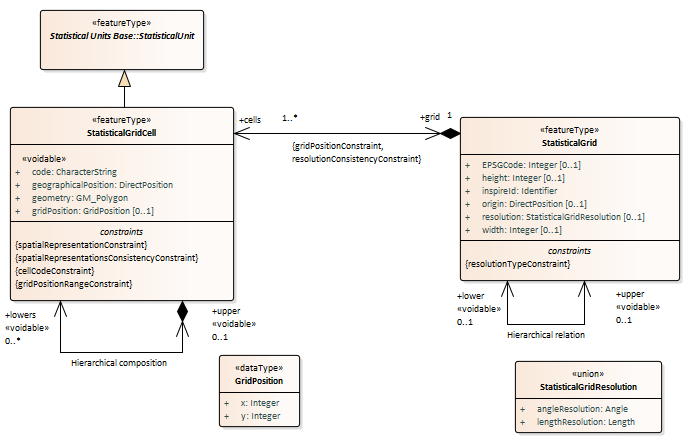 «featureType»
Statistical Units Base::StatisticalUnit
«featureType»
StatisticalGridCell
«voidable»
+ code: CharacterString
+ geographicalPosition: DirectPosition
+ geometry: GM_Polygon
+ gridPosition: GridPosition [0..1]
constraints
{spatialRepresentationConstraint}
{spatialRepresentationsConsistencyConstraint}
{cellCodeConstraint}
{gridPositionRangeConstraint}
+cells
1..*
+grid
1
{gridPositionConstraint,
resolutionConsistencyConstraint}
«featureType»
StatisticalGrid
+ EPSGCode: Integer [0..1]
+ height: Integer [0..1]
+ inspireId: Identifier
+ origin: DirectPosition [0..1]
+ resolution: StatisticalGridResolution [0..1]
+ width: Integer [0..1]
constraints
{resolutionTypeConstraint}
+lowers
«voidable»
0..*
+upper
«voidable»
0..1
Hierarchical composition
+lower
«voidable»
0..1
+upper
«voidable»
0..1
Hierarchical relation
«dataType»
GridPosition
+ x: Integer
+ y: Integer
«union»
StatisticalGridResolution
+ angleResolution: Angle
+ lengthResolution: Length